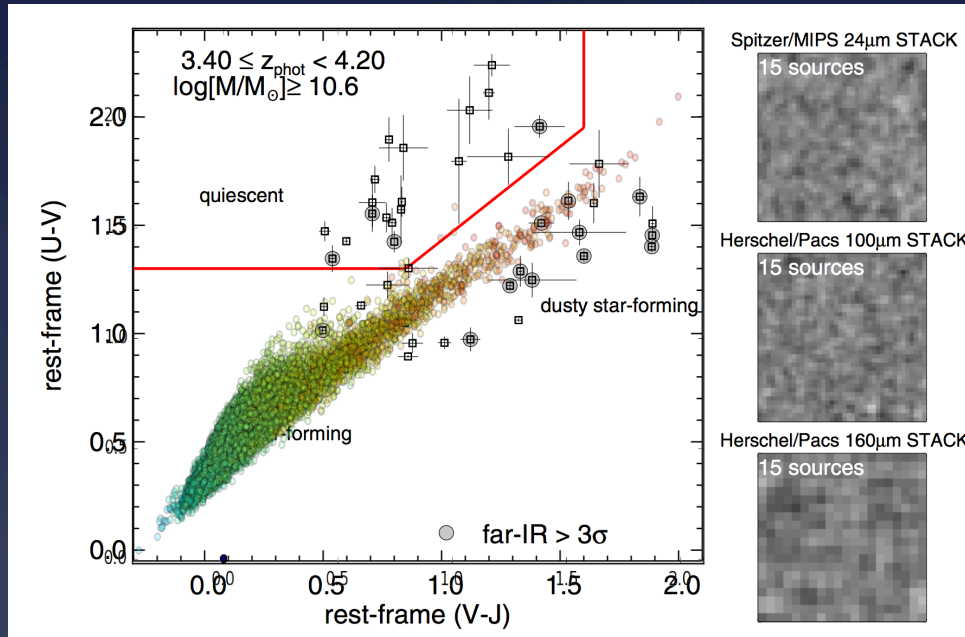 3.40 ≤ z_phot < 4.20
log[M/M☉]≥ 10.6
quiescent
dusty star-forming
-forming
far-IR > 3σ
rest-frame (U-V)
2.0
1.5
1.0
0.5
0.0
0.0
0.0 0.5 1.0 1.5 2.0
rest-frame (V-J)
Spitzer/MIPS 24μm STACK
15 sources
Herschel/Pacs 100μm STACK
15 sources
Herschel/Pacs 160μm STACK
15 sources